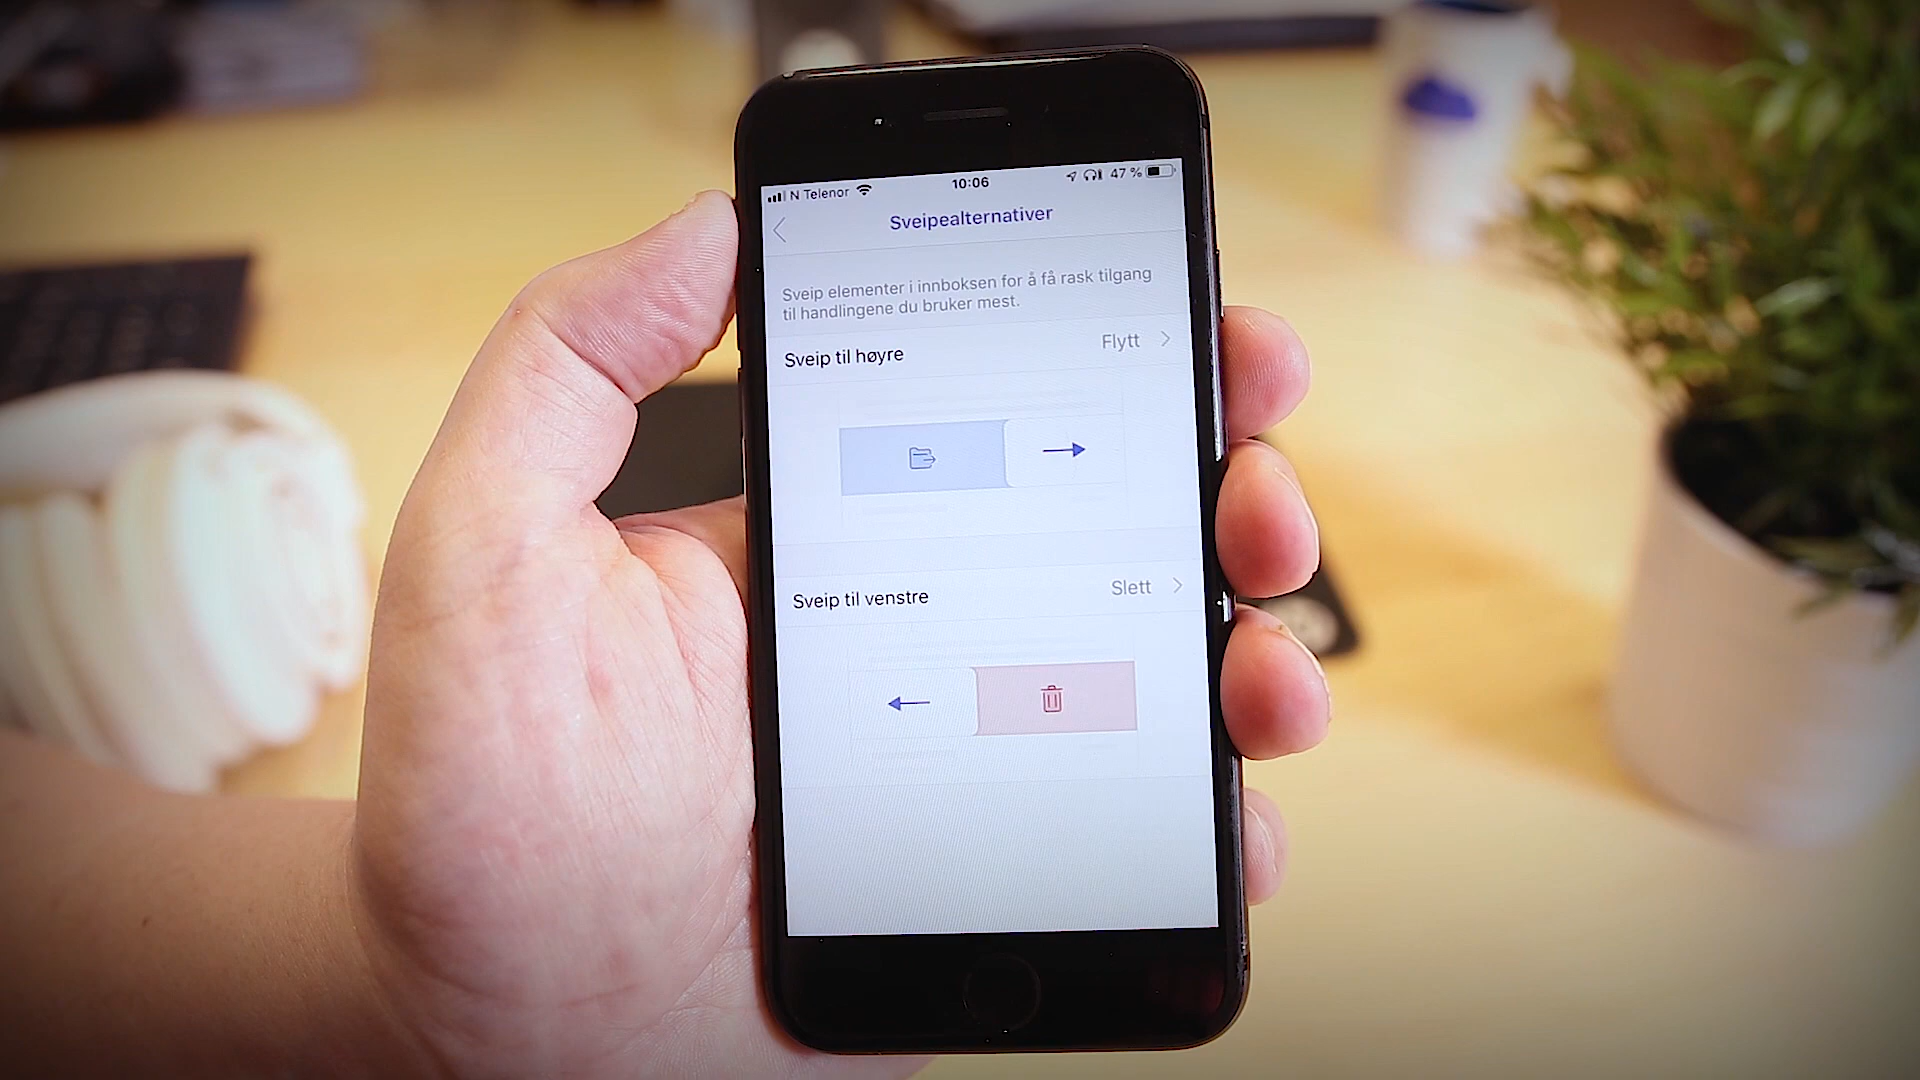 N Telenor 10:06 47 %
Sveipealternativer
Sveip elementer i innboksen for å få rask tilgang
til handlingene du bruker mest.
Sveip til høyre Flytt
Sveip til venstre Slett